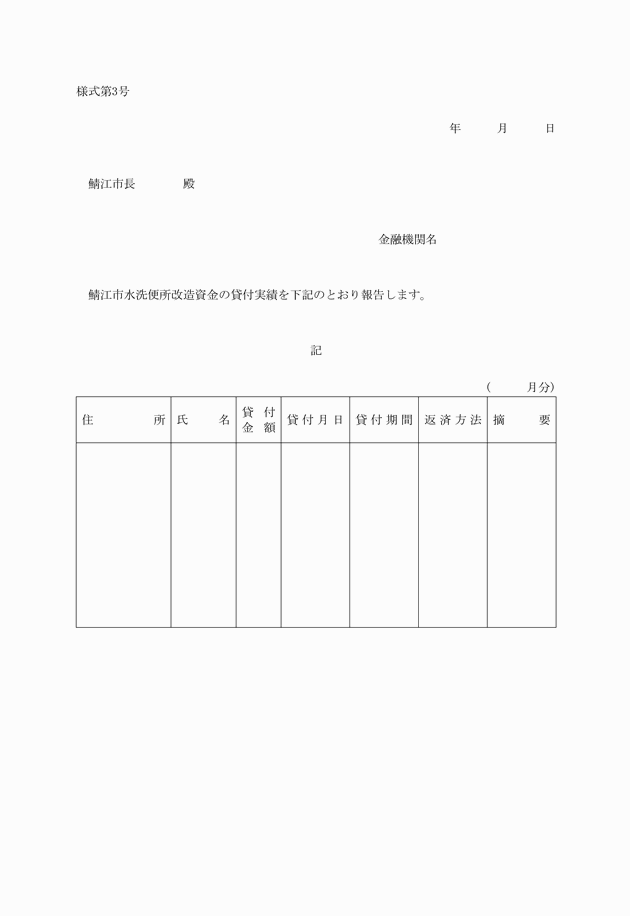 様式第3号
年　　　月　　　日
鯖江市長　　　　殿
金融機関名
鯖江市水洗便所改造資金の貸付実績を下記のとおり報告します。
記
(　　　月分)
住　　　所　氏　　名　貸付金額　貸付月日　貸付期間　返済方法　摘　　要